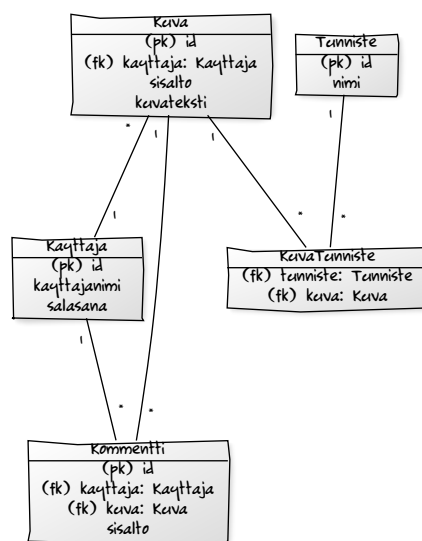 Kuva
(pk) id
(fk) kayttaja: Kayttaja
sisalto
kuvateksti
Tunniste
(pk) id
nimi
*
1
1
1
1
*
*
Kayttaja
(pk) id
kayttajanimi
salasana
KuvaTunniste
(fk) tunniste: Tunniste
(fk) kuva: Kuva
1
*
*
Kommentti
(pk) id
(fk) kayttaja: Kayttaja
(fk) kuva: Kuva
sisalto